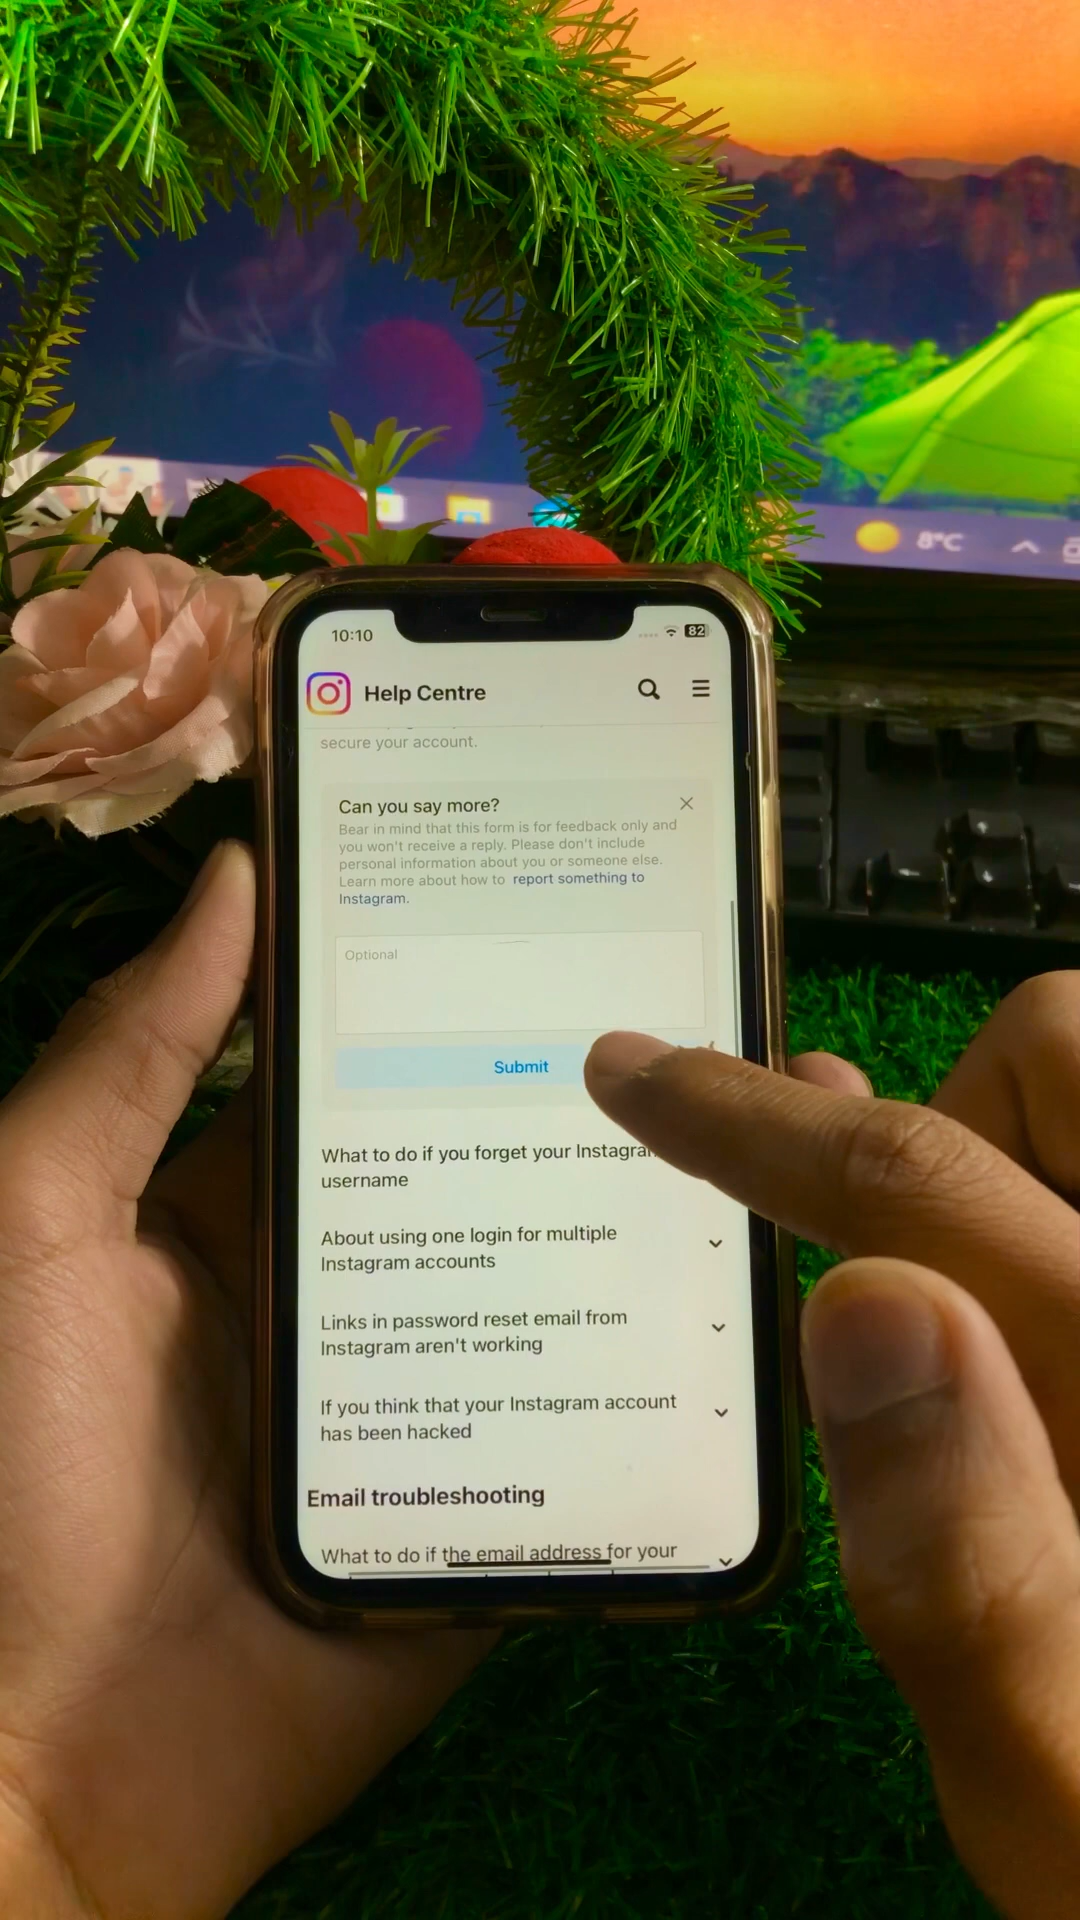 8°C
10:10
82
Help Centre
secure your account.
Can you say more?
Bear in mind that this form is for feedback only and
you won't receive a reply. Please don't include
personal information about you or someone else.
Learn more about how to report something to
Instagram.
Optional
Submit
What to do if you forget your Instagram
username
About using one login for multiple
Instagram accounts
Links in password reset email from
Instagram aren't working
If you think that your Instagram account
has been hacked
Email troubleshooting
What to do if the email address for your